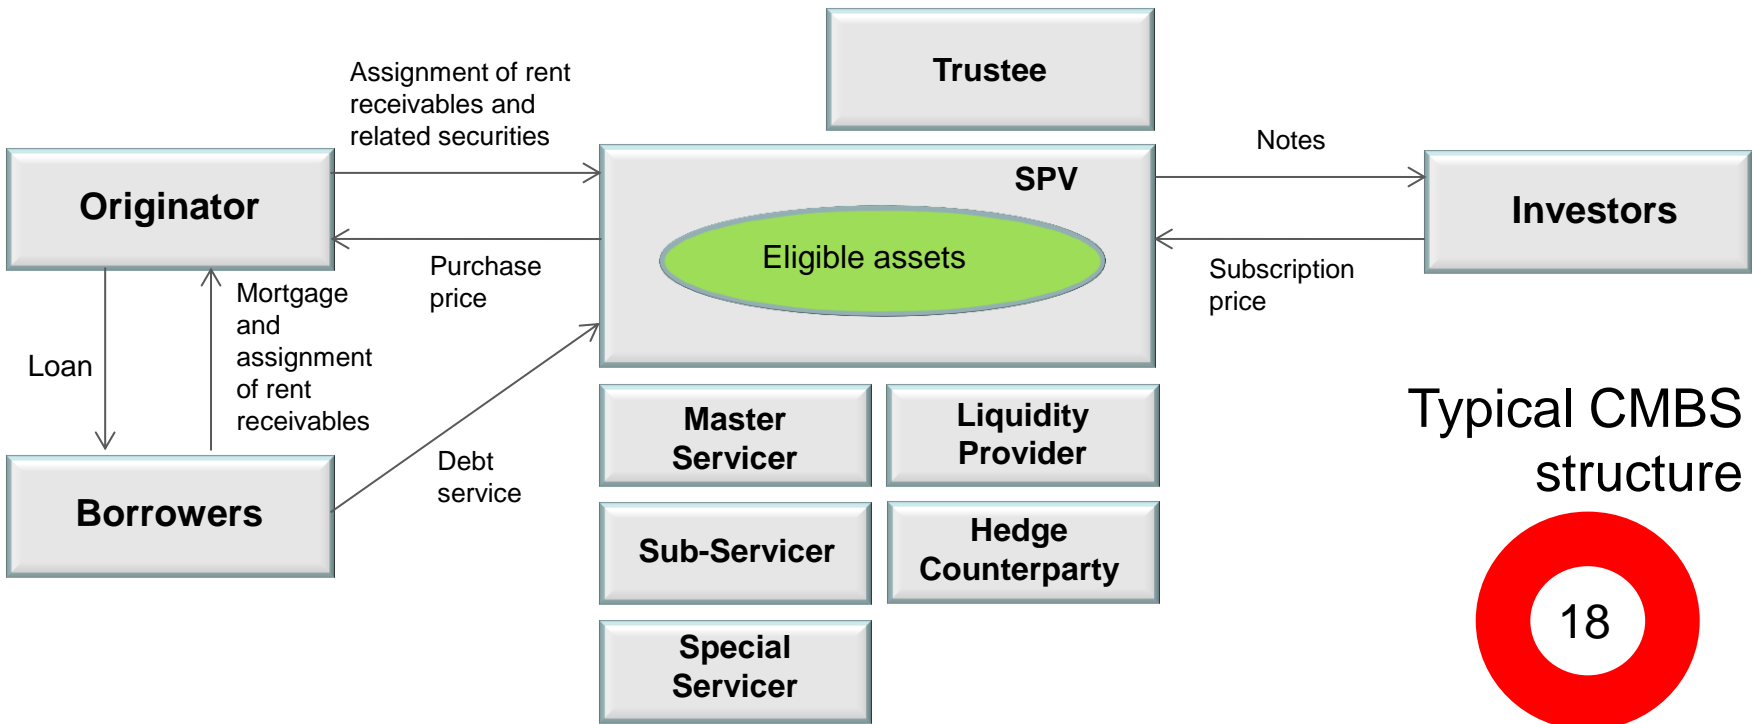 Trustee
Assignment of rent
receivables and
related securities
Notes
SPV
Originator
Investors
Eligible assets
Purchase
price
Subscription
price
Mortgage
and
assignment
of rent
receivables
Loan
Typical CMBS
structure
Master
Servicer
Liquidity
Provider
Debt
service
Borrowers
Sub-Servicer
Hedge
Counterparty
18
Special
Servicer